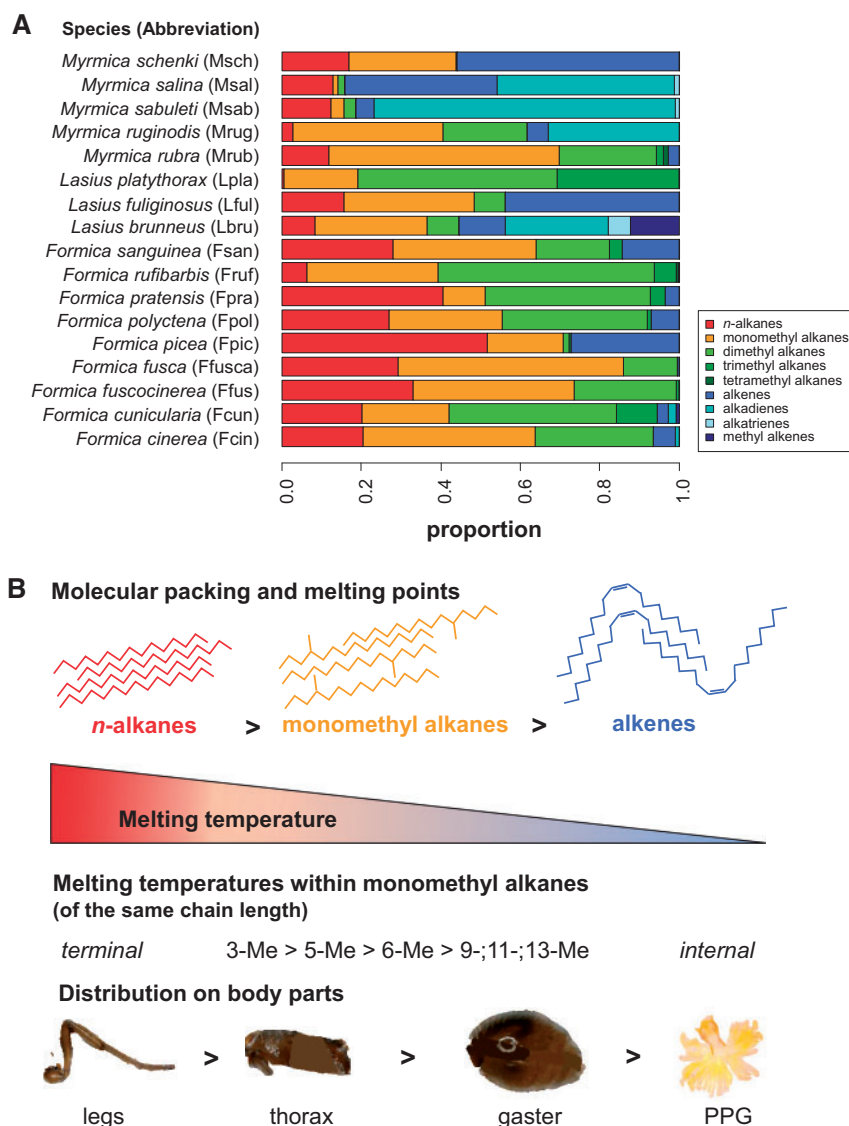 A
Species (Abbreviation)
Myrmica schenki (Msch)
Myrmica salina (Msal)
Myrmica sabuleti (Msab)
Myrmica ruginodis (Mrug)
Myrmica rubra (Mrub)
Lasius platythorax (Lpla)
Lasius fuliginosus (Lful)
Lasius brunneus (Lbru)
Formica sanguinea (Fsan)
Formica rufibarbis (Fruf)
Formica pratensis (Fpra)
Formica polyctena (Fpol)
Formica picea (Fpic)
Formica fusca (Ffusca)
Formica fuscocinerea (Ffus)
Formica cunicularia (Fcun)
Formica cinerea (Fcin)
0.0 0.2 0.4 0.6 0.8 1.0
proportion
n-alkanes
monomethyl alkanes
dimethyl alkanes
trimethyl alkanes
tetramethyl alkanes
alkenes
alkadienes
alkatrienes
methyl alkenes
B
Molecular packing and melting points
n-alkanes > monomethyl alkanes > alkenes
Melting temperature
Melting temperatures within monomethyl alkanes
(of the same chain length)
terminal 3-Me > 5-Me > 6-Me > 9-;11-;13-Me internal
Distribution on body parts
> > >
legs thorax gaster PPG